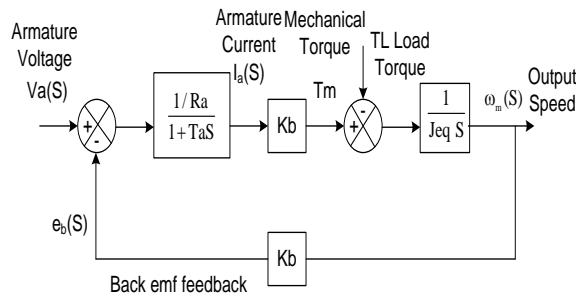 Armature
Voltage
Va(S)
Armature
Current
Iₐ(S)
Mechanical
Torque
Tm
TL Load
Torque
Output
Speed
ωₘ(S)
+
-
1/Ra
1+TaS
Kb
-
+
1
Jeq S
e_b(S)
Kb
Back emf feedback